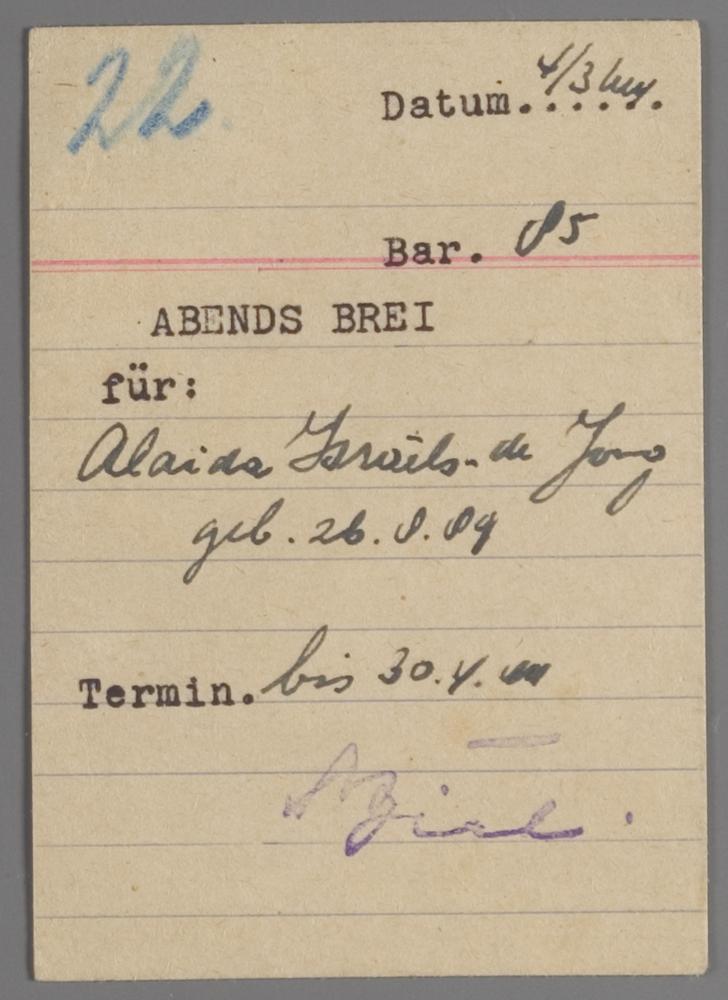 22.
Datum. 4/3 44
Bar. 85
ABENDS BREI
für:
Alaida Israëls-de Jong
geb. 26.8.89
Termin. bis 30.4.44